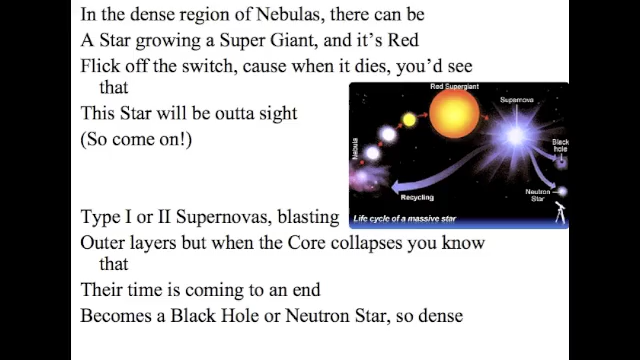 In the dense region of Nebulas, there can be
A Star growing a Super Giant, and it's Red
Flick off the switch, cause when it dies, you'd see
that
This Star will be outta sight
(So come on!)
Red Supergiant
Supernova
Nebula
Black
hole
Neutron
Star
Recycling
Life cycle of a massive star
Type I or II Supernovas, blasting
Outer layers but when the Core collapses you know
that
Their time is coming to an end
Becomes a Black Hole or Neutron Star, so dense